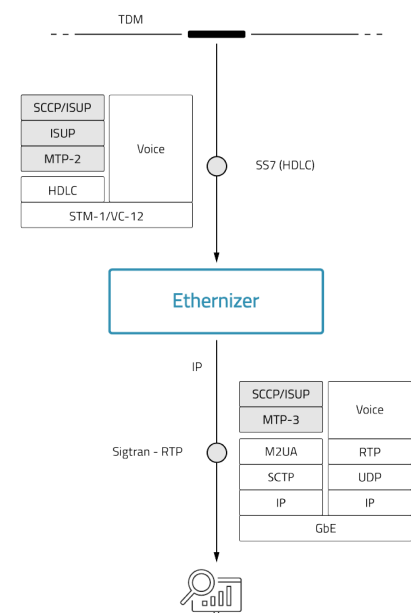 TDM
SCCP/ISUP
ISUP
MTP-2
HDLC
Voice
STM-1/VC-12
SS7 (HDLC)
Ethernizer
IP
Sigtran - RTP
SCCP/ISUP
MTP-3
Voice
M2UA
RTP
SCTP
UDP
IP
IP
GbE